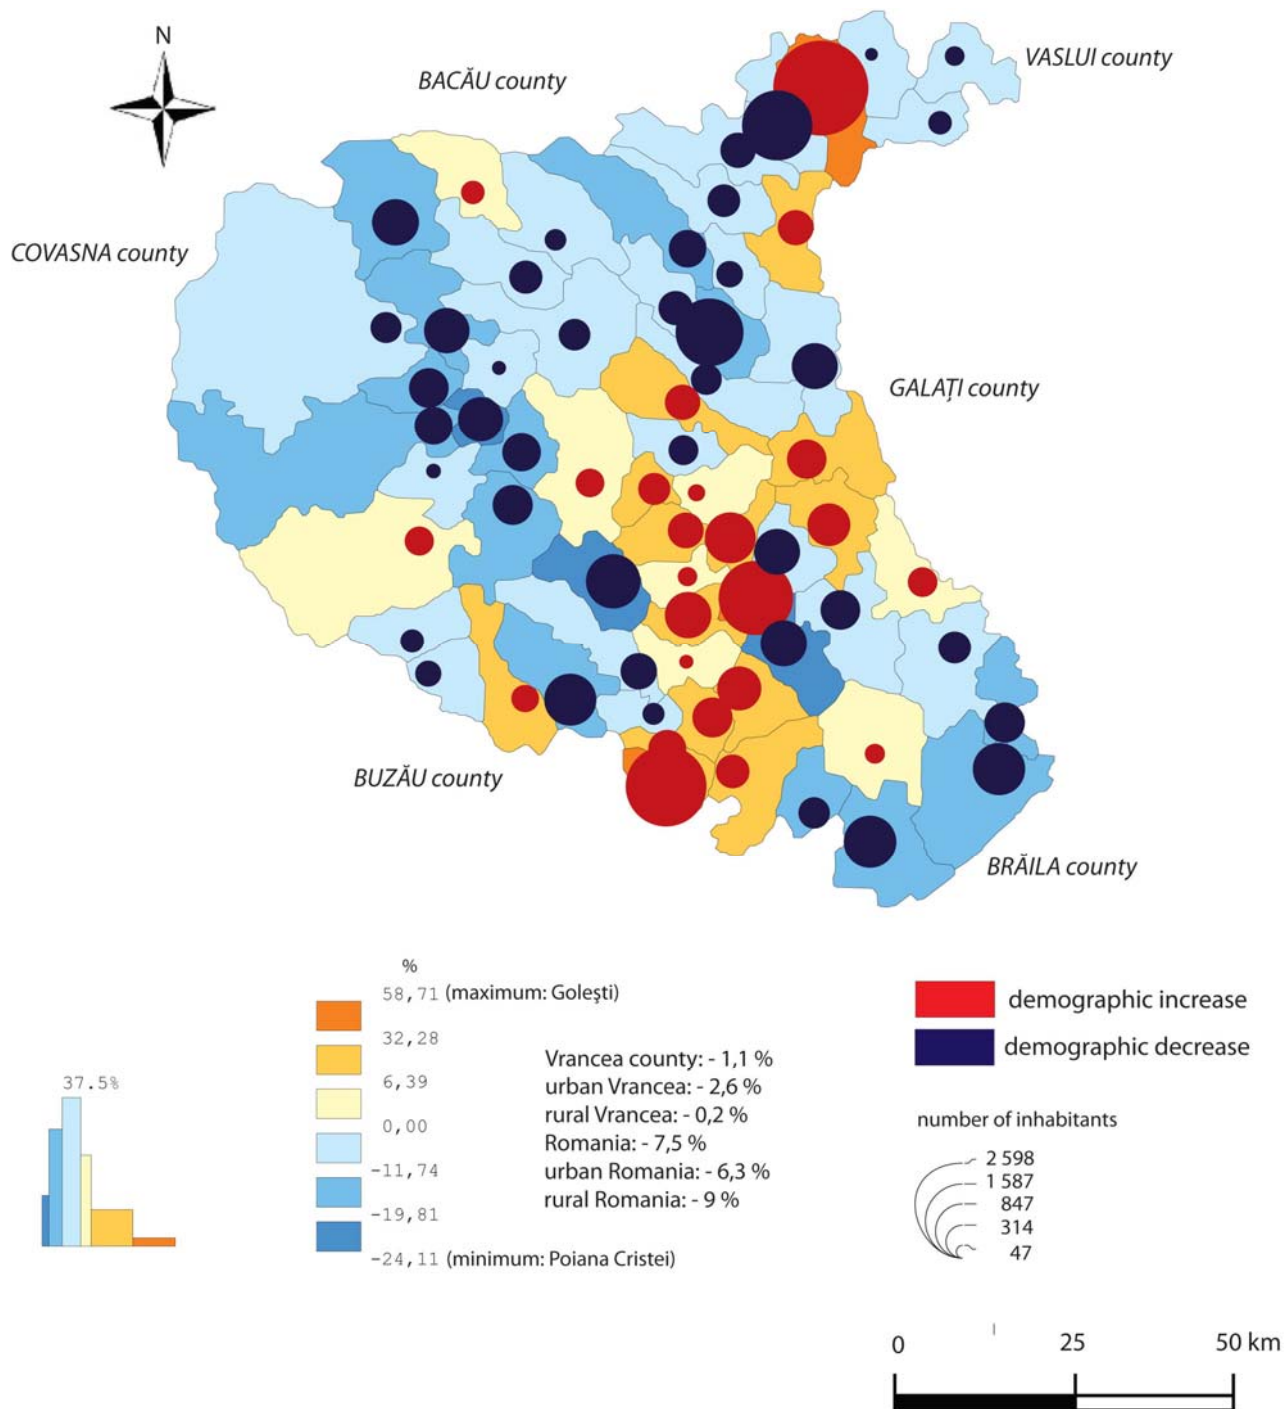 N
VASLUI county
BACĂU county
COVASNA county
GALAȚI county
BUZĂU county
BRĂILA county
%
58,71 (maximum: Goleşti)
32,28
6,39
0,00
-11,74
-19,81
-24,11 (minimum: Poiana Cristei)
37.5%
Vrancea county: - 1,1 %
urban Vrancea: - 2,6 %
rural Vrancea: - 0,2 %
Romania: - 7,5 %
urban Romania: - 6,3 %
rural Romania: - 9 %
demographic increase
demographic decrease
number of inhabitants
2 598
1 587
847
314
47
0 25 50 km